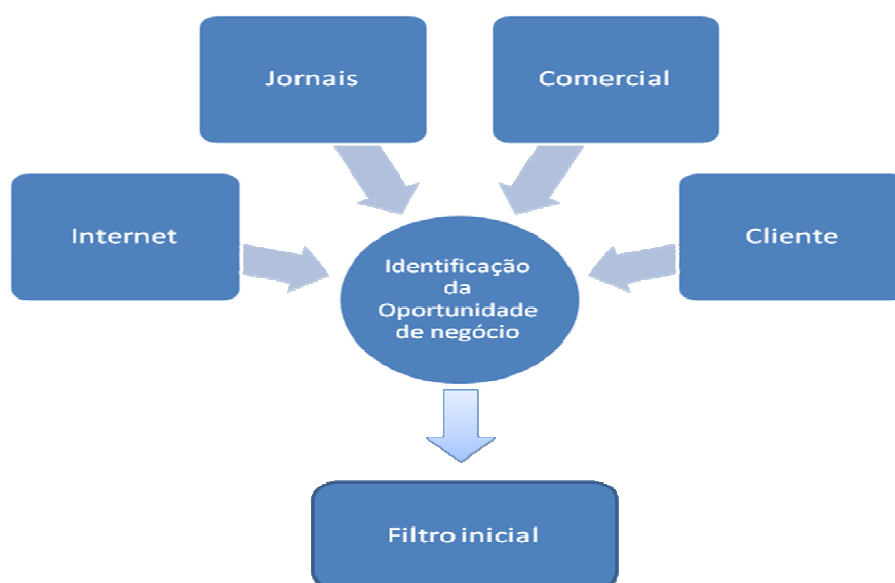 Jornais
Comercial
Internet
Cliente
Identificação
da
Oportunidade
de negócio
Filtro inicial